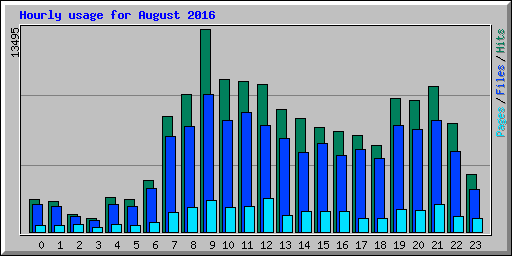 Hourly usage for August 2016
13495
Pages/Files/Hits
0 1 2 3 4 5 6 7 8 9 10 11 12 13 14 15 16 17 18 19 20 21 22 23